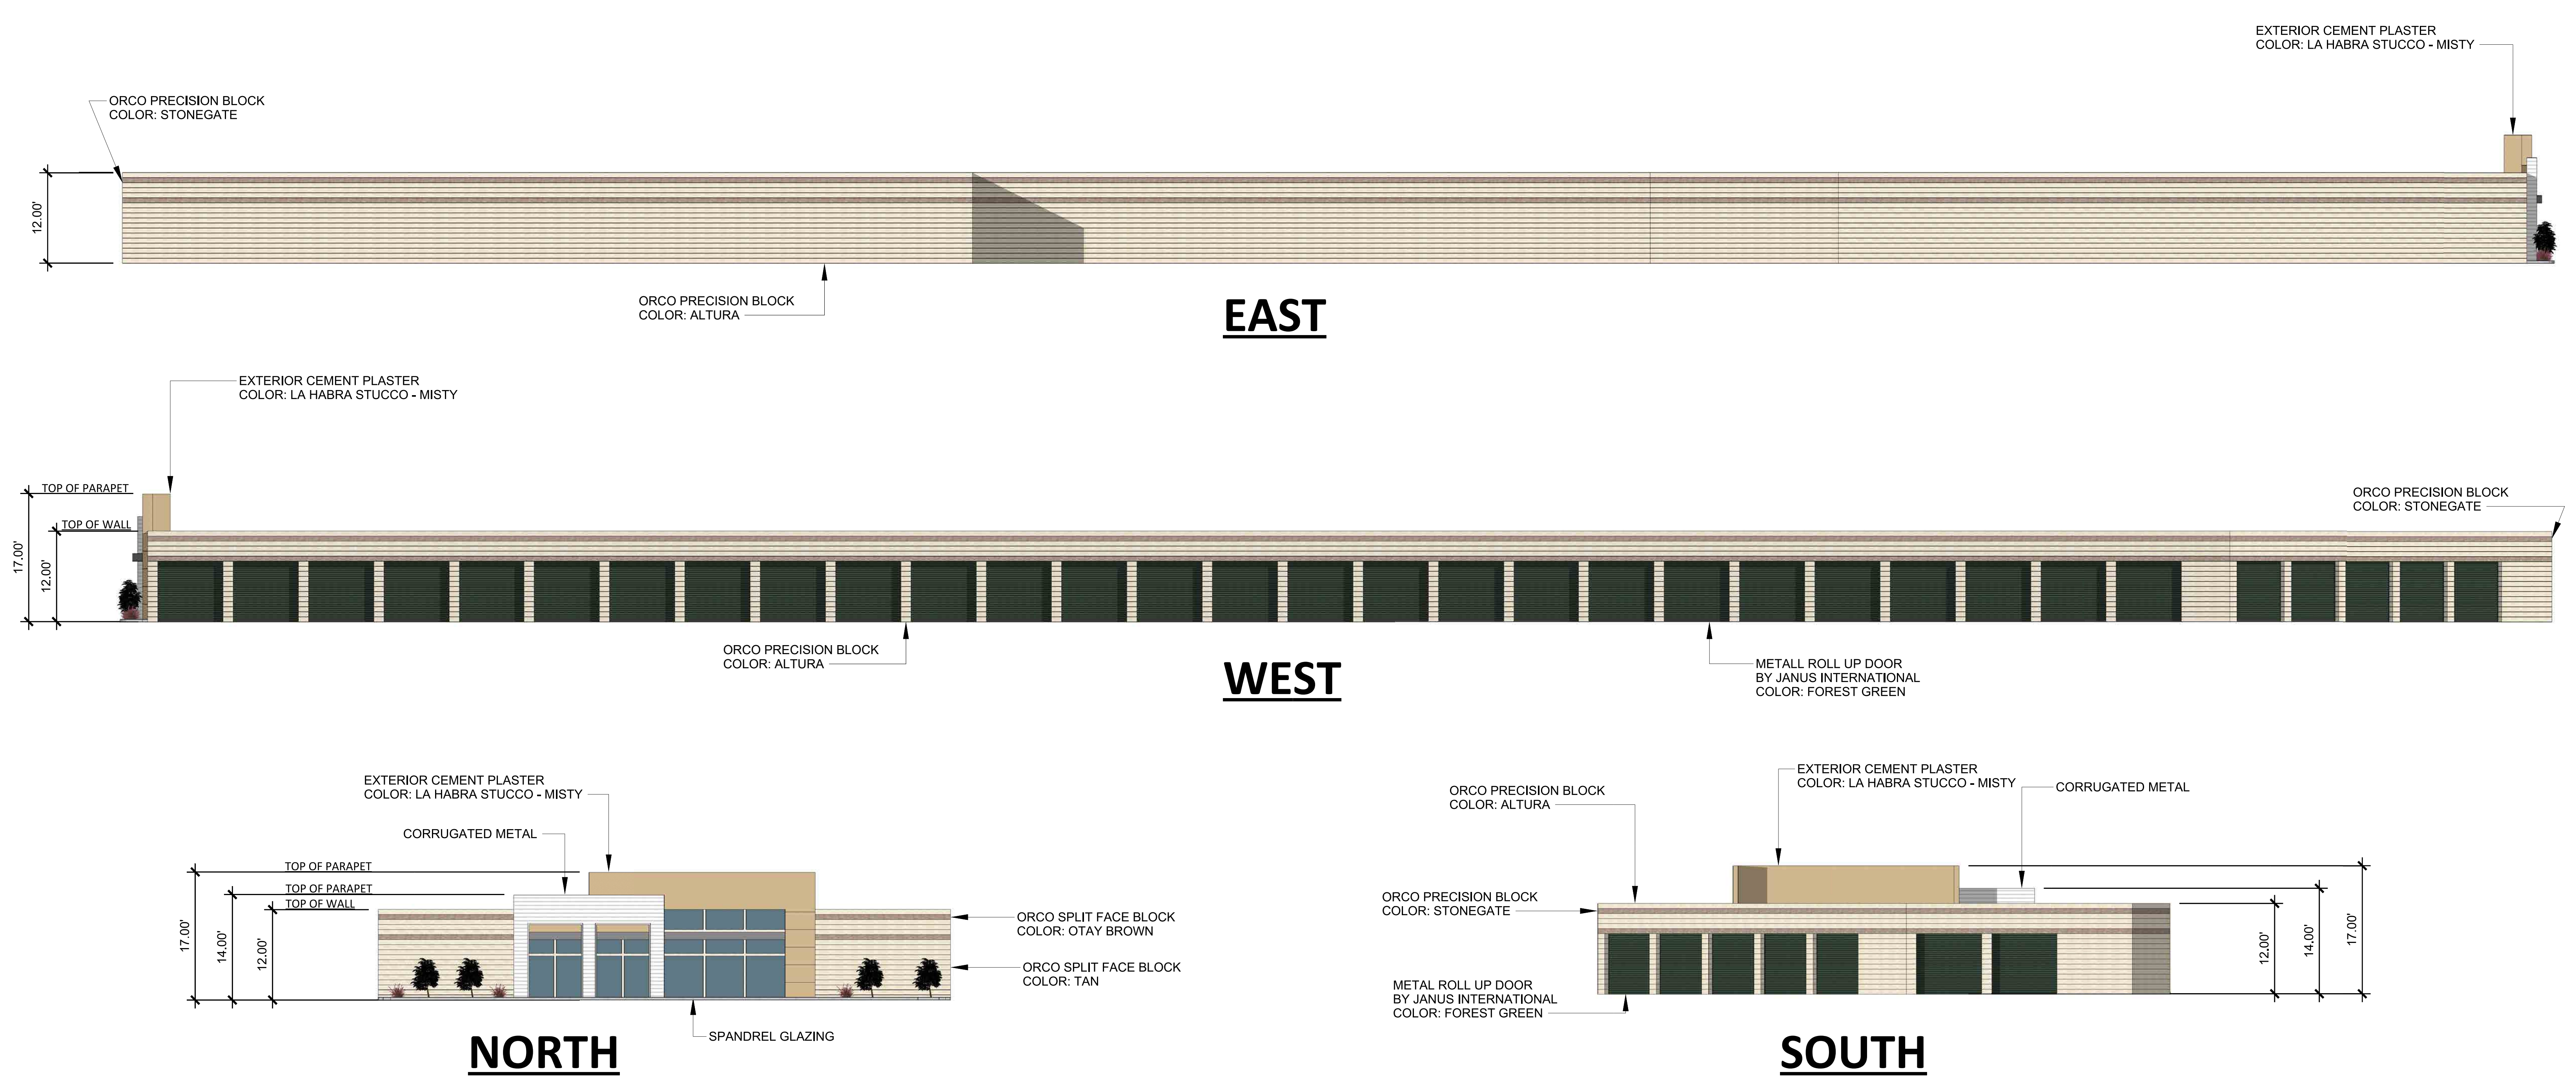 EXTERIOR CEMENT PLASTER
COLOR: LA HABRA STUCCO - MISTY
ORCO PRECISION BLOCK
COLOR: STONEGATE
12.00'
ORCO PRECISION BLOCK
COLOR: ALTURA
EAST
EXTERIOR CEMENT PLASTER
COLOR: LA HABRA STUCCO - MISTY
TOP OF PARAPET
TOP OF WALL
17.00'
12.00'
ORCO PRECISION BLOCK
COLOR: STONEGATE
ORCO PRECISION BLOCK
COLOR: ALTURA
METALL ROLL UP DOOR
BY JANUS INTERNATIONAL
COLOR: FOREST GREEN
WEST
EXTERIOR CEMENT PLASTER
COLOR: LA HABRA STUCCO - MISTY
CORRUGATED METAL
TOP OF PARAPET
TOP OF PARAPET
TOP OF WALL
17.00'
14.00'
12.00'
ORCO SPLIT FACE BLOCK
COLOR: OTAY BROWN
ORCO SPLIT FACE BLOCK
COLOR: TAN
SPANDREL GLAZING
NORTH
EXTERIOR CEMENT PLASTER
COLOR: LA HABRA STUCCO - MISTY
CORRUGATED METAL
ORCO PRECISION BLOCK
COLOR: ALTURA
ORCO PRECISION BLOCK
COLOR: STONEGATE
METAL ROLL UP DOOR
BY JANUS INTERNATIONAL
COLOR: FOREST GREEN
12.00'
14.00'
17.00'
SOUTH